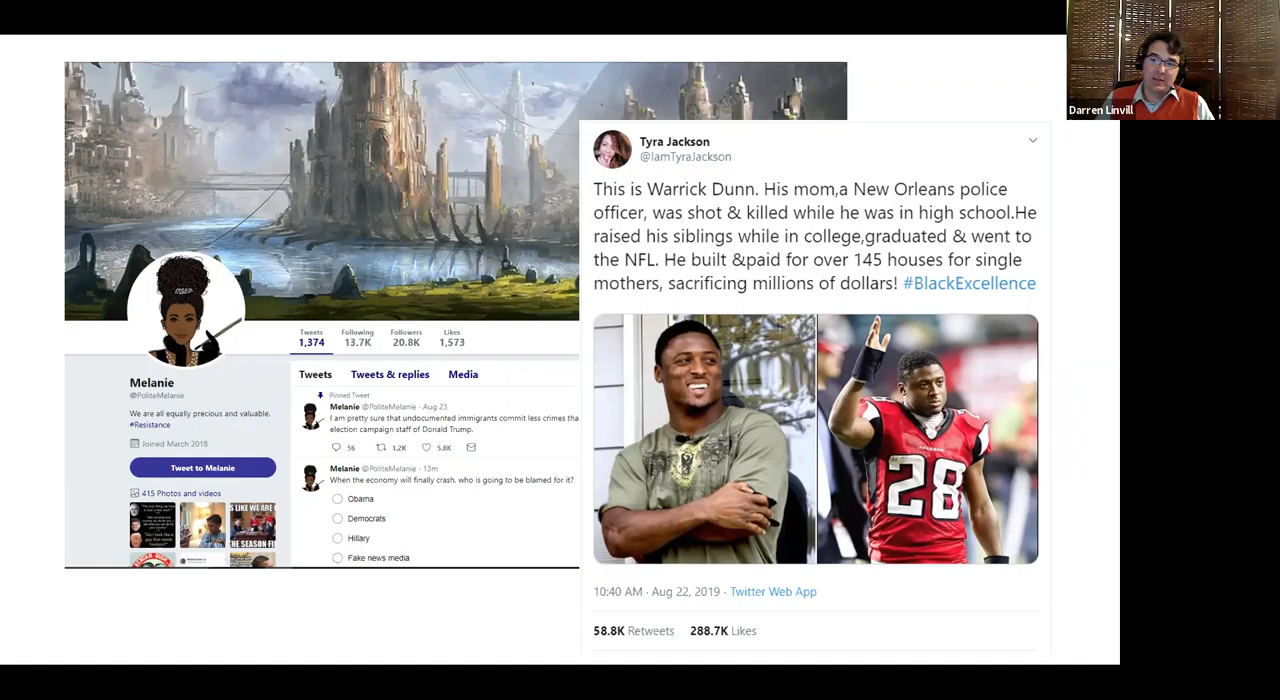 Darren Linvill
Tweets Following Followers Likes
1,374 13.7K 20.8K 1,573
Melanie
@PoliteMelanie
We are all equally precious and valuable.
#Resistance
Joined March 2018
Tweet to Melanie
415 Photos and videos
S LIKE WE ARE
THE SEASON FI
Tweets Tweets & replies Media
Pinned Tweet
Melanie @PoliteMelanie · Aug 23
I am pretty sure that undocumented immigrants commit less crimes tha
election campaign staff of Donald Trump.
56 1.2K 5.8K
Melanie @PoliteMelanie · 13m
When the economy will finally crash, who is going to be blamed for it?
Obama
Democrats
Hillary
Fake news media
Tyra Jackson
@IamTyraJackson
This is Warrick Dunn. His mom,a New Orleans police
officer, was shot & killed while he was in high school.He
raised his siblings while in college,graduated & went to
the NFL. He built &paid for over 145 houses for single
mothers, sacrificing millions of dollars! #BlackExcellence
28
10:40 AM · Aug 22, 2019 · Twitter Web App
58.8K Retweets 288.7K Likes